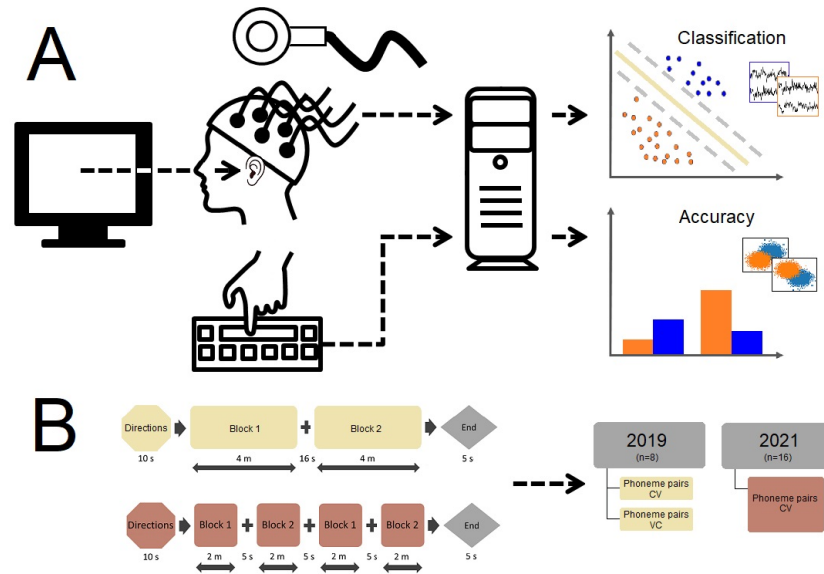 A
Classification
Accuracy
B
Directions
Block 1
Block 2
End
10 s
4 m
16 s
4 m
5 s
Directions
Block 1
Block 2
Block 1
Block 2
End
10 s
2 m
5 s
2 m
5 s
2 m
5 s
2 m
5 s
2019
(n=8)
Phoneme pairs
CV
Phoneme pairs
VC
2021
(n=16)
Phoneme pairs
CV